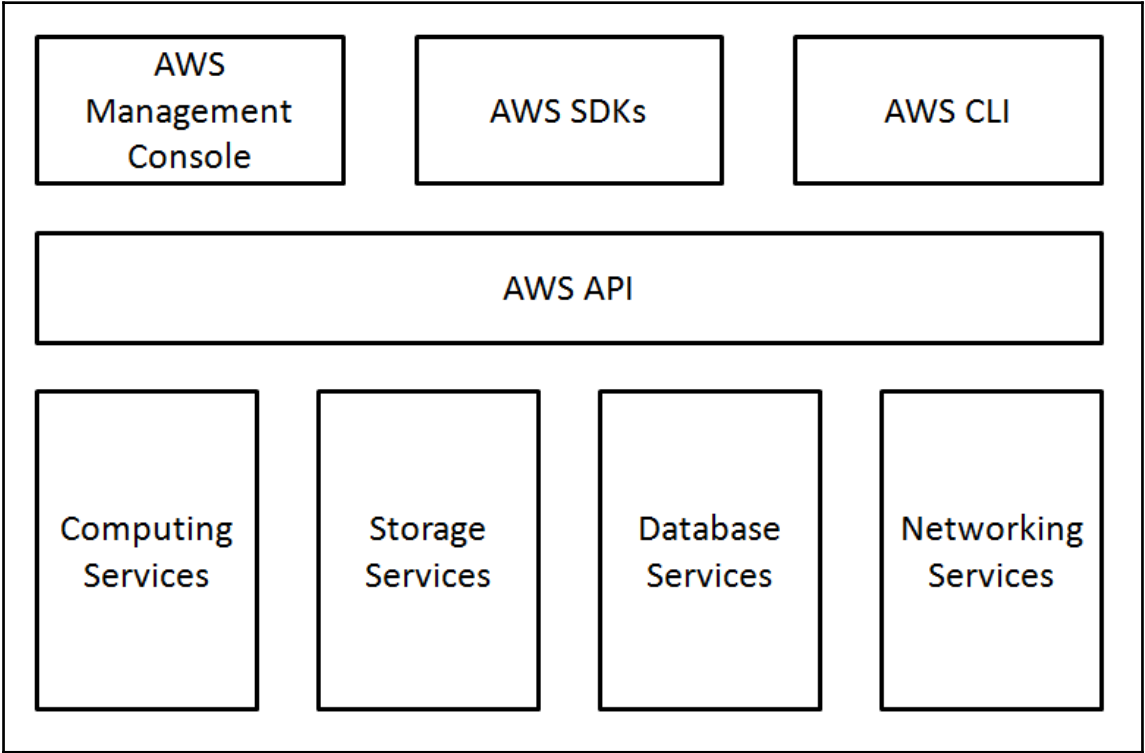 AWS
Management
Console
AWS SDKs
AWS CLI
AWS API
Computing
Services
Storage
Services
Database
Services
Networking
Services